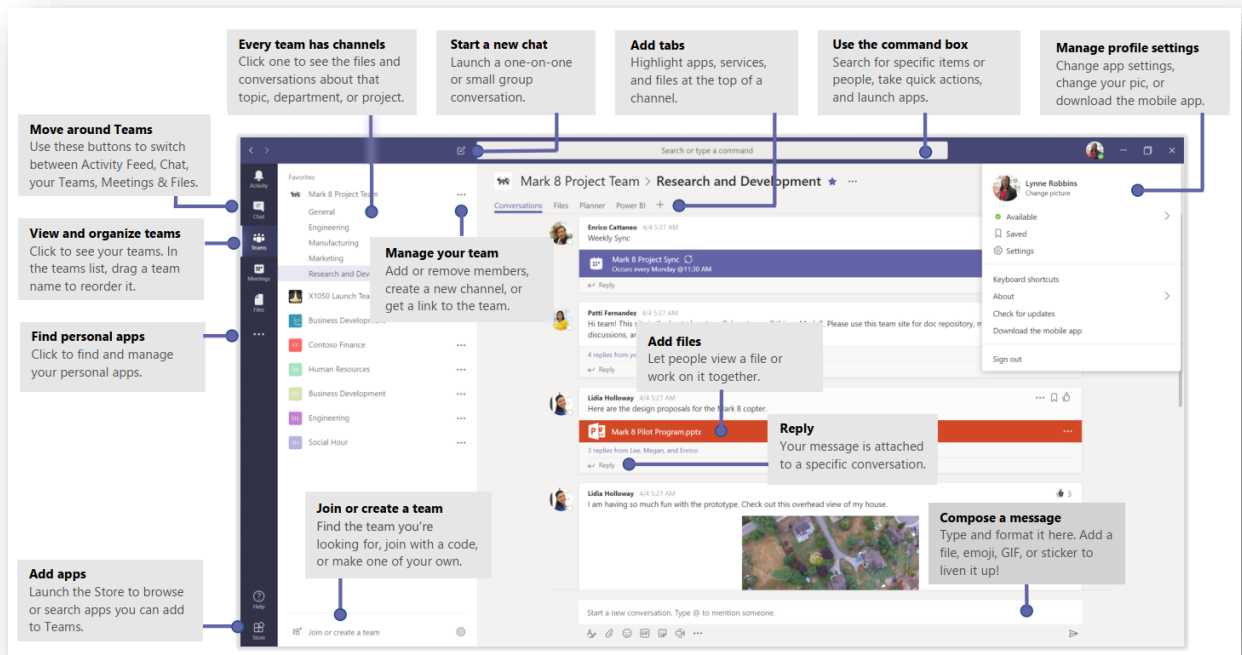 Every team has channels
Click one to see the files and
conversations about that
topic, department, or project.
Start a new chat
Launch a one-on-one
or small group
conversation.
Add tabs
Highlight apps, services,
and files at the top of a
channel.
Use the command box
Search for specific items or
people, take quick actions,
and launch apps.
Manage profile settings
Change app settings,
change your pic, or
download the mobile app.
Move around Teams
Use these buttons to switch
between Activity Feed, Chat,
your Teams, Meetings & Files.
View and organize teams
Click to see your teams. In
the teams list, drag a team
name to reorder it.
Find personal apps
Click to find and manage
your personal apps.
Add apps
Launch the Store to browse
or search apps you can add
to Teams.
Search or type a command
Activity
Chat
Teams
Meetings
Files
Help
Store
Favorites
Mark 8 Project Team
General
Engineering
Manufacturing
Marketing
Research and Deve
X1050 Launch Tea
Business Development
CF Contoso Finance
Human Resources
Business Development
EN Engineering
SH Social Hour
Manage your team
Add or remove members,
create a new channel, or
get a link to the team.
Join or create a team
Find the team you're
looking for, join with a code,
or make one of your own.
Join or create a team
Mark 8 Project Team > Research and Development
Conversations Files Planner Power BI +
Enrico Cattaneo 4/4 5:27 AM
Weekly Sync
Mark 8 Project Sync
Occurs every Monday @11:30 AM
Reply
Patti Fernandez 4/4 5:27 AM
Hi team! This Please use this team site for doc repository, m
discussions, an
4 replies from yo
Reply
Add files
Let people view a file or
work on it together.
Lidia Holloway 4/4 5:27 AM
Here are the design proposals for the Mark 8 copter.
Mark 8 Pilot Program.pptx
3 replies from Lee, Megan, and Enrico
Reply
Reply
Your message is attached
to a specific conversation.
Lidia Holloway 4/4 5:27 AM
3
I am having so much fun with the prototype. Check out this overhead view of my house.
Compose a message
Type and format it here. Add a
file, emoji, GIF, or sticker to
liven it up!
Start a new conversation. Type @ to mention someone.
GIF
Lynne Robbins
Change picture
Available
Saved
Settings
Keyboard shortcuts
About
Check for updates
Download the mobile app
Sign out